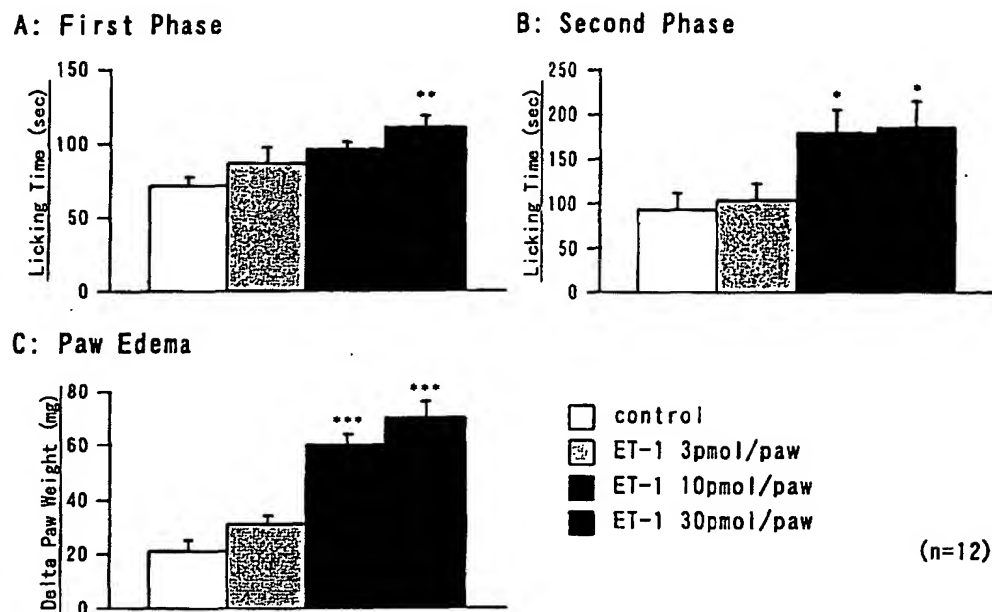 A: First Phase
B: Second Phase
Licking Time (sec)
150
100
50
0
**
Licking Time (sec)
250
200
150
100
50
0
*
*
C: Paw Edema
Delta Paw Weight (mg)
80
60
40
20
0
***
***
control
ET-1 3pmol/paw
ET-1 10pmol/paw
ET-1 30pmol/paw
(n=12)